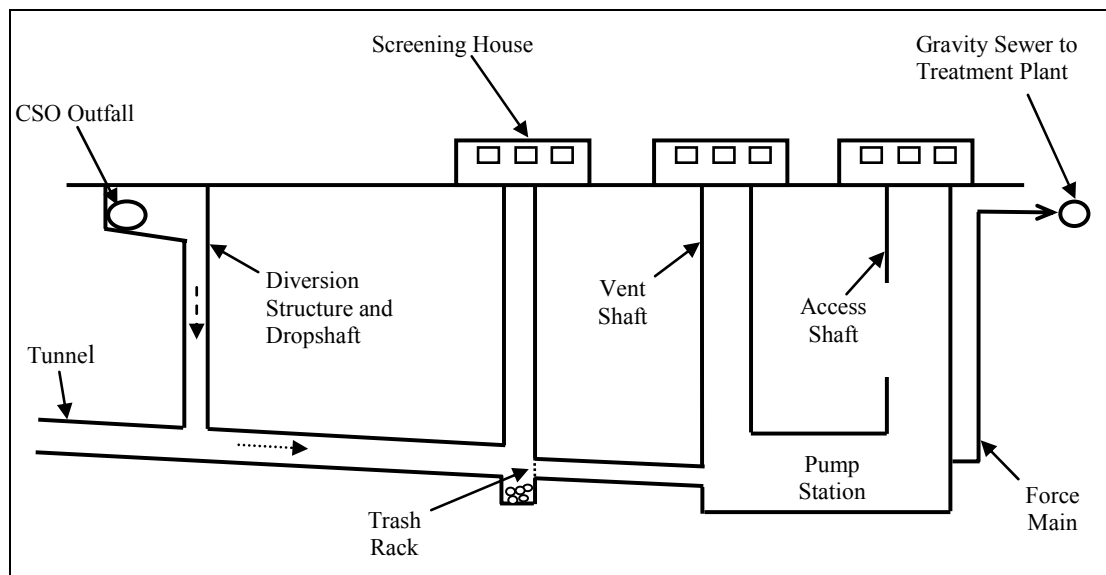 Screening House
Gravity Sewer to
Treatment Plant
CSO Outfall
Diversion
Structure and
Dropshaft
Vent
Shaft
Access
Shaft
Tunnel
Trash
Rack
Pump
Station
Force
Main